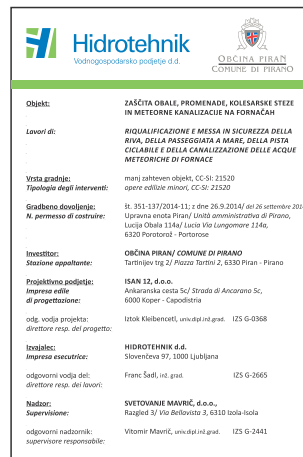 Hidrotehnik
Vodnogospodarsko podjetje d.d.
OBČINA PIRAN
COMUNE DI PIRANO
Objekt: ZAŠČITA OBALE, PROMENADE, KOLESARSKE STEZE
IN METEORNE KANALIZACIJE NA FORNAČAH
Lavori di: RIQUALIFICAZIONE E MESSA IN SICUREZZA DELLA
RIVA, DELLA PASSEGGIATA A MARE, DELLA PISTA
CICLABILE E DELLA CANALIZZAZIONE DELLE ACQUE
METEORICHE DI FORNACE
Vrsta gradnje: manj zahteven objekt, CC-SI: 21520
Tipologia degli interventi: opere edilizie minori, CC-SI: 21520
Gradbeno dovoljenje: št. 351-137/2014-11; z dne 26.9.2014/ del 26 settembre 2014
N. permesso di costruire: Upravna enota Piran/ Unità amministrativa di Pirano,
Lucija Obala 114a/ Lucia Via Lungomare 114a,
6320 Porotorož - Portorose
Investitor: OBČINA PIRAN/ COMUNE DI PIRANO
Stazione appaltante: Tartinijev trg 2/ Piazza Tartini 2, 6330 Piran - Pirano
Projektivno podjetje: ISAN 12, d.o.o.
Impresa edile Ankaranska cesta 5c/ Strada di Ancarano 5c,
di progettazione: 6000 Koper - Capodistria
odg. vodja projekta: Iztok Kleibencetl, univ.dipl.inž.grad. IZS G-0368
direttore resp. del progetto:
Izvajalec: HIDROTEHNIK d.d.
Impresa esecutrice: Slovenčeva 97, 1000 Ljubljana
odgovorni vodja del: Franc Šadl, inž. grad. IZS G-2665
direttore resp. dei lavori:
Nadzor: SVETOVANJE MAVRIČ, d.o.o.,
Supervisione: Razgled 3/ Via Bellavista 3, 6310 Izola-Isola
odgovorni nadzornik: Vitomir Mavrič, univ.dipl.inž.grad. IZS G-2441
supervisore responsabile: